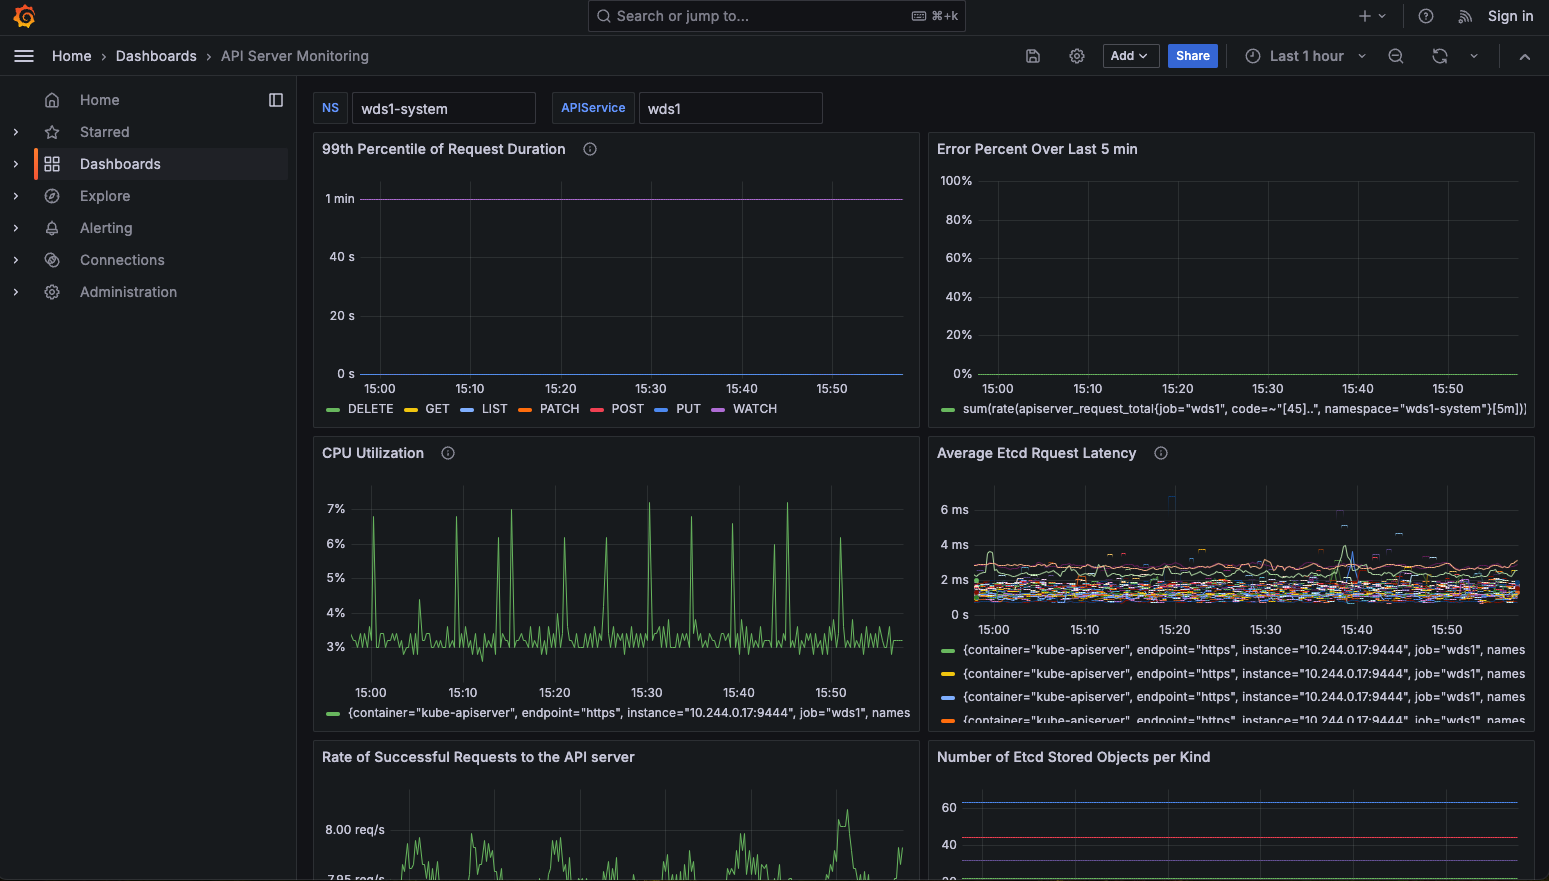 Search or jump to...
⌘+k
Sign in
Home › Dashboards › API Server Monitoring
Add
Share
Last 1 hour
Home
Starred
Dashboards
Explore
Alerting
Connections
Administration
NS
wds1-system
APIService
wds1
99th Percentile of Request Duration
1 min
40 s
20 s
0 s
15:00 15:10 15:20 15:30 15:40 15:50
DELETE GET LIST PATCH POST PUT WATCH
Error Percent Over Last 5 min
100%
80%
60%
40%
20%
0%
15:00 15:10 15:20 15:30 15:40 15:50
sum(rate(apiserver_request_total{job="wds1", code=~"[45]..", namespace="wds1-system"}[5m]))
CPU Utilization
7%
6%
5%
4%
3%
15:00 15:10 15:20 15:30 15:40 15:50
{container="kube-apiserver", endpoint="https", instance="10.244.0.17:9444", job="wds1", names
Average Etcd Rquest Latency
6 ms
4 ms
2 ms
0 s
15:00 15:10 15:20 15:30 15:40 15:50
{container="kube-apiserver", endpoint="https", instance="10.244.0.17:9444", job="wds1", names
{container="kube-apiserver", endpoint="https", instance="10.244.0.17:9444", job="wds1", names
{container="kube-apiserver", endpoint="https", instance="10.244.0.17:9444", job="wds1", names
{container="kube-apiserver", endpoint="https", instance="10.244.0.17:9444", job="wds1", names
Rate of Successful Requests to the API server
8.00 req/s
7.95 req/s
Number of Etcd Stored Objects per Kind
60
40
20